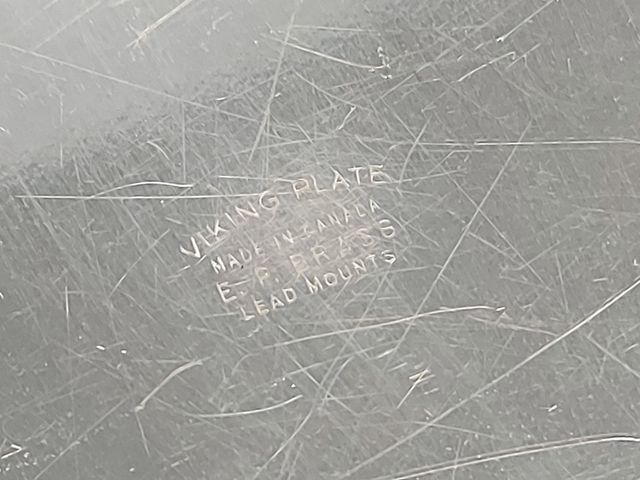 VIKING PLATE
MADE IN CANADA
E. P. BRASS
LEAD MOUNTS